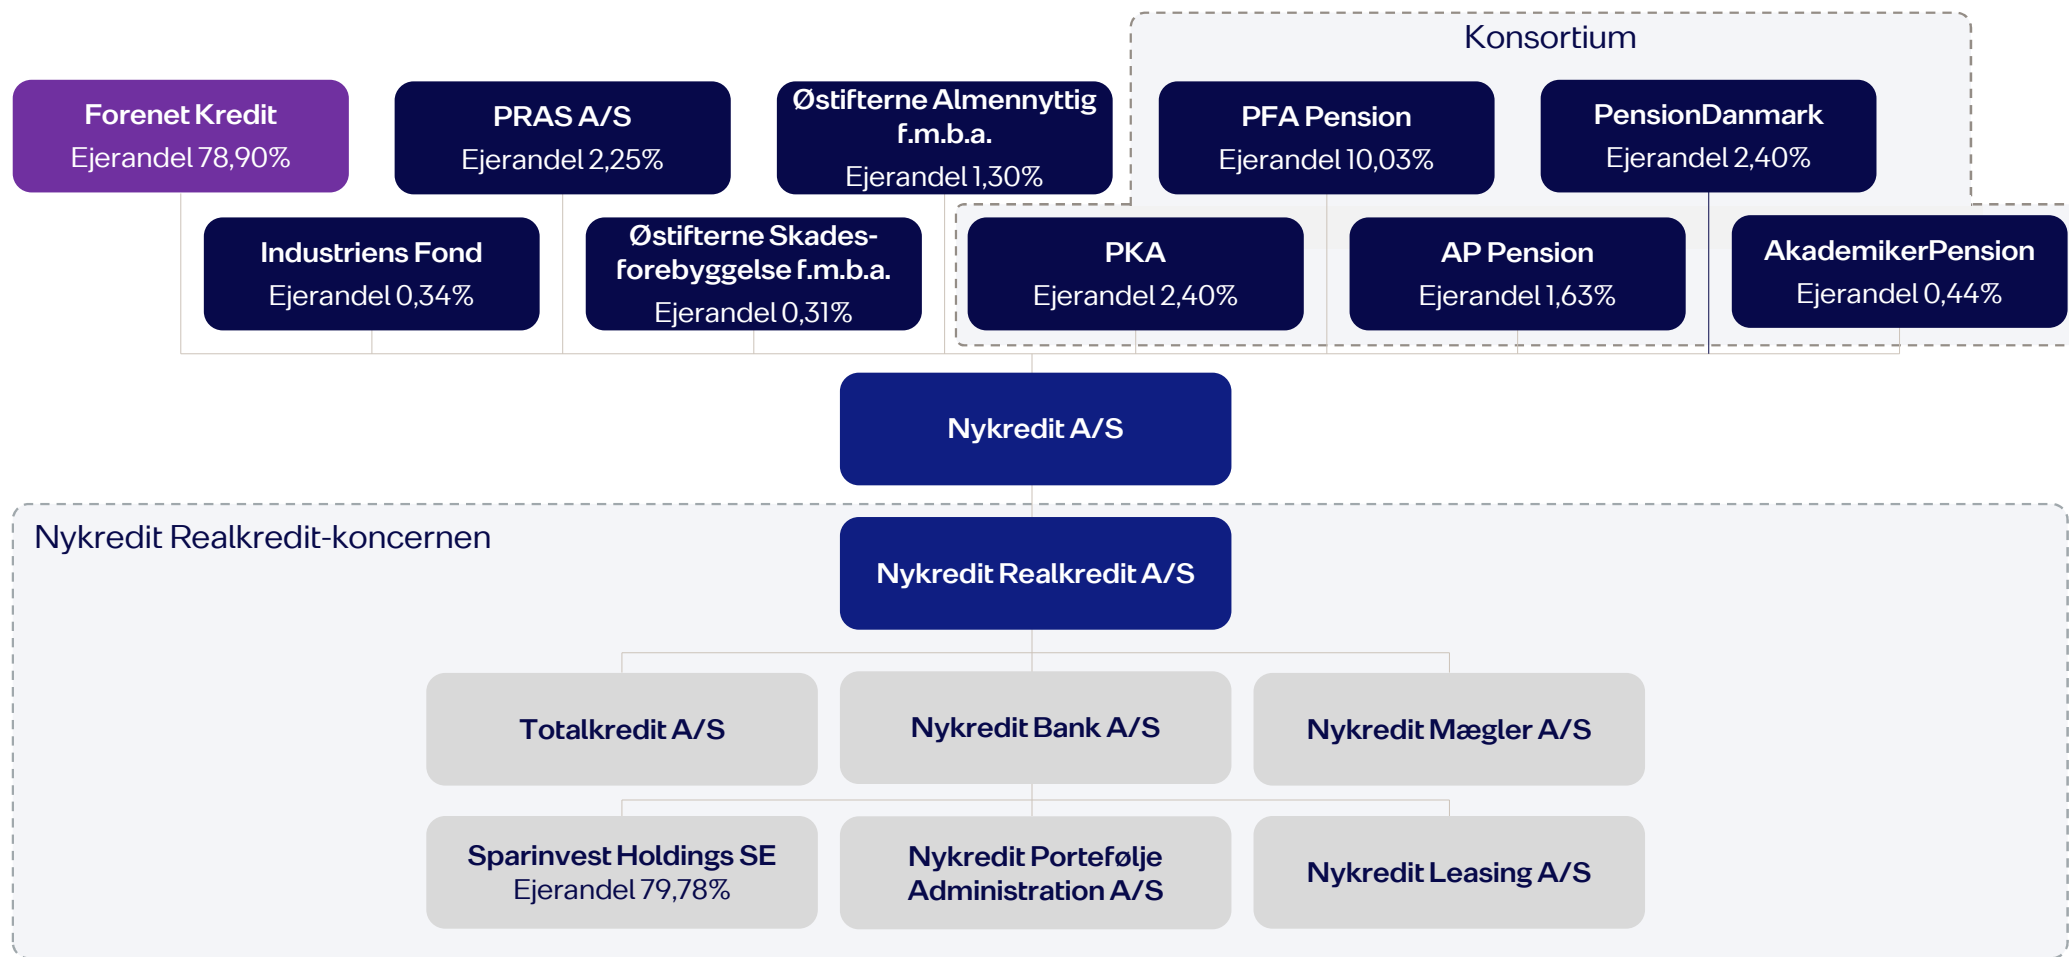 Konsortium
Forenet Kredit
Ejerandel 78,90%
PRAS A/S
Ejerandel 2,25%
Østifterne Almennyttig
f.m.b.a.
Ejerandel 1,30%
PFA Pension
Ejerandel 10,03%
PensionDanmark
Ejerandel 2,40%
Industriens Fond
Ejerandel 0,34%
Østifterne Skades-
forebyggelse f.m.b.a.
Ejerandel 0,31%
PKA
Ejerandel 2,40%
AP Pension
Ejerandel 1,63%
AkademikerPension
Ejerandel 0,44%
Nykredit A/S
Nykredit Realkredit-koncernen
Nykredit Realkredit A/S
Totalkredit A/S
Nykredit Bank A/S
Nykredit Mægler A/S
Sparinvest Holdings SE
Ejerandel 79,78%
Nykredit Portefølje
Administration A/S
Nykredit Leasing A/S